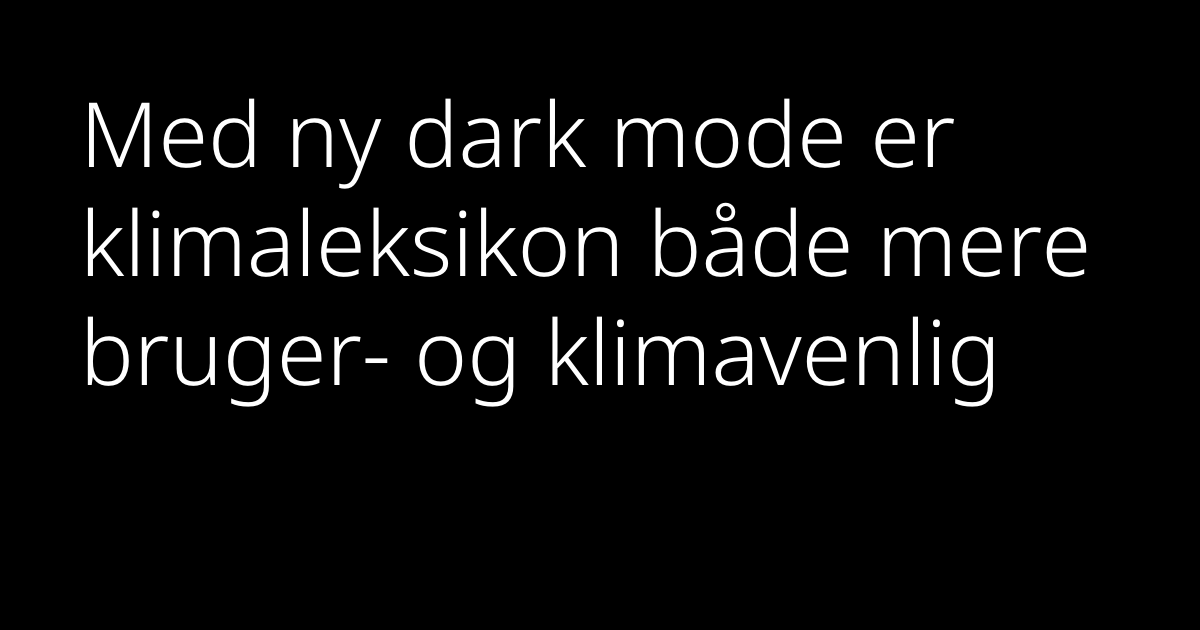 Med ny dark mode er
klimaleksikon både mere
bruger- og klimavenlig